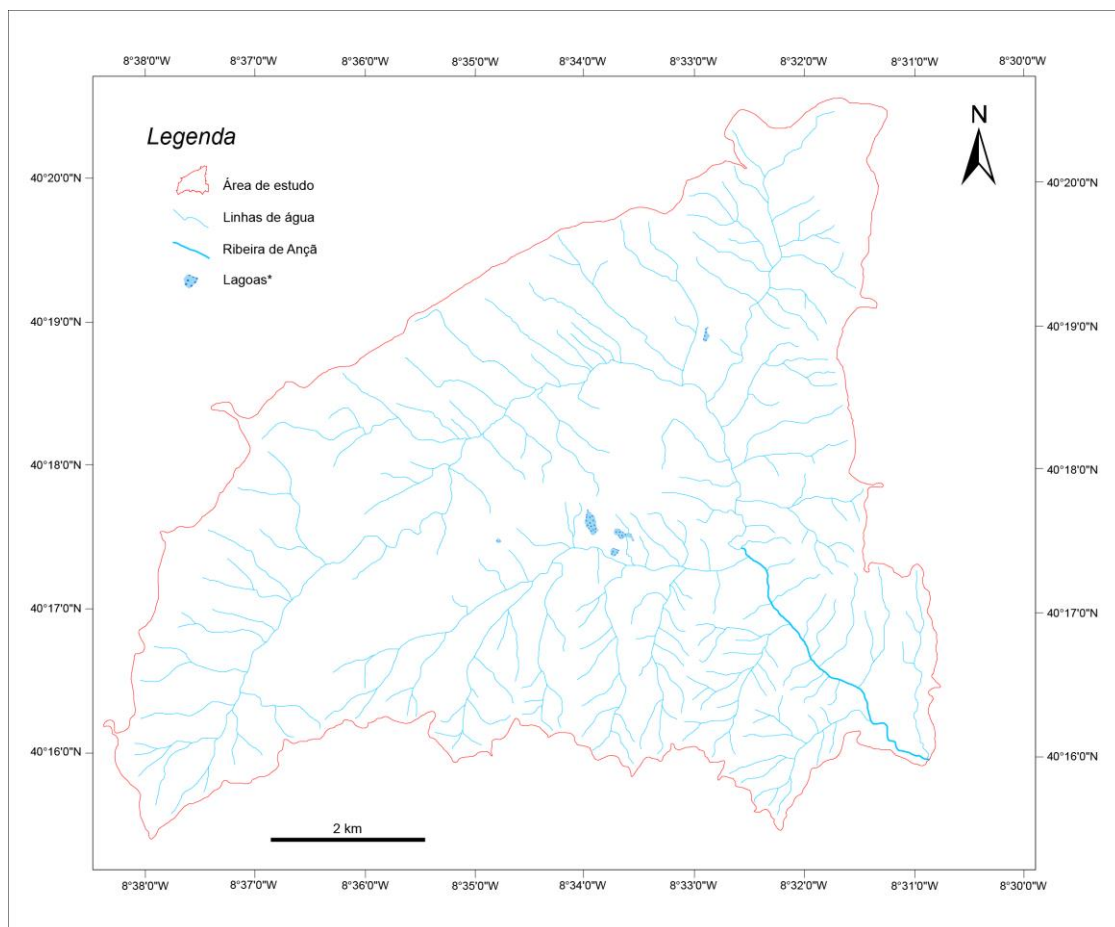 8°38'0"W 8°37'0"W 8°36'0"W 8°35'0"W 8°34'0"W 8°33'0"W 8°32'0"W 8°31'0"W 8°30'0"W
N
Legenda
Área de estudo
Linhas de água
Ribeira de Ançã
Lagoas*
40°20'0"N 40°20'0"N
40°19'0"N 40°19'0"N
40°18'0"N 40°18'0"N
40°17'0"N 40°17'0"N
40°16'0"N 40°16'0"N
2 km
8°38'0"W 8°37'0"W 8°36'0"W 8°35'0"W 8°34'0"W 8°33'0"W 8°32'0"W 8°31'0"W 8°30'0"W